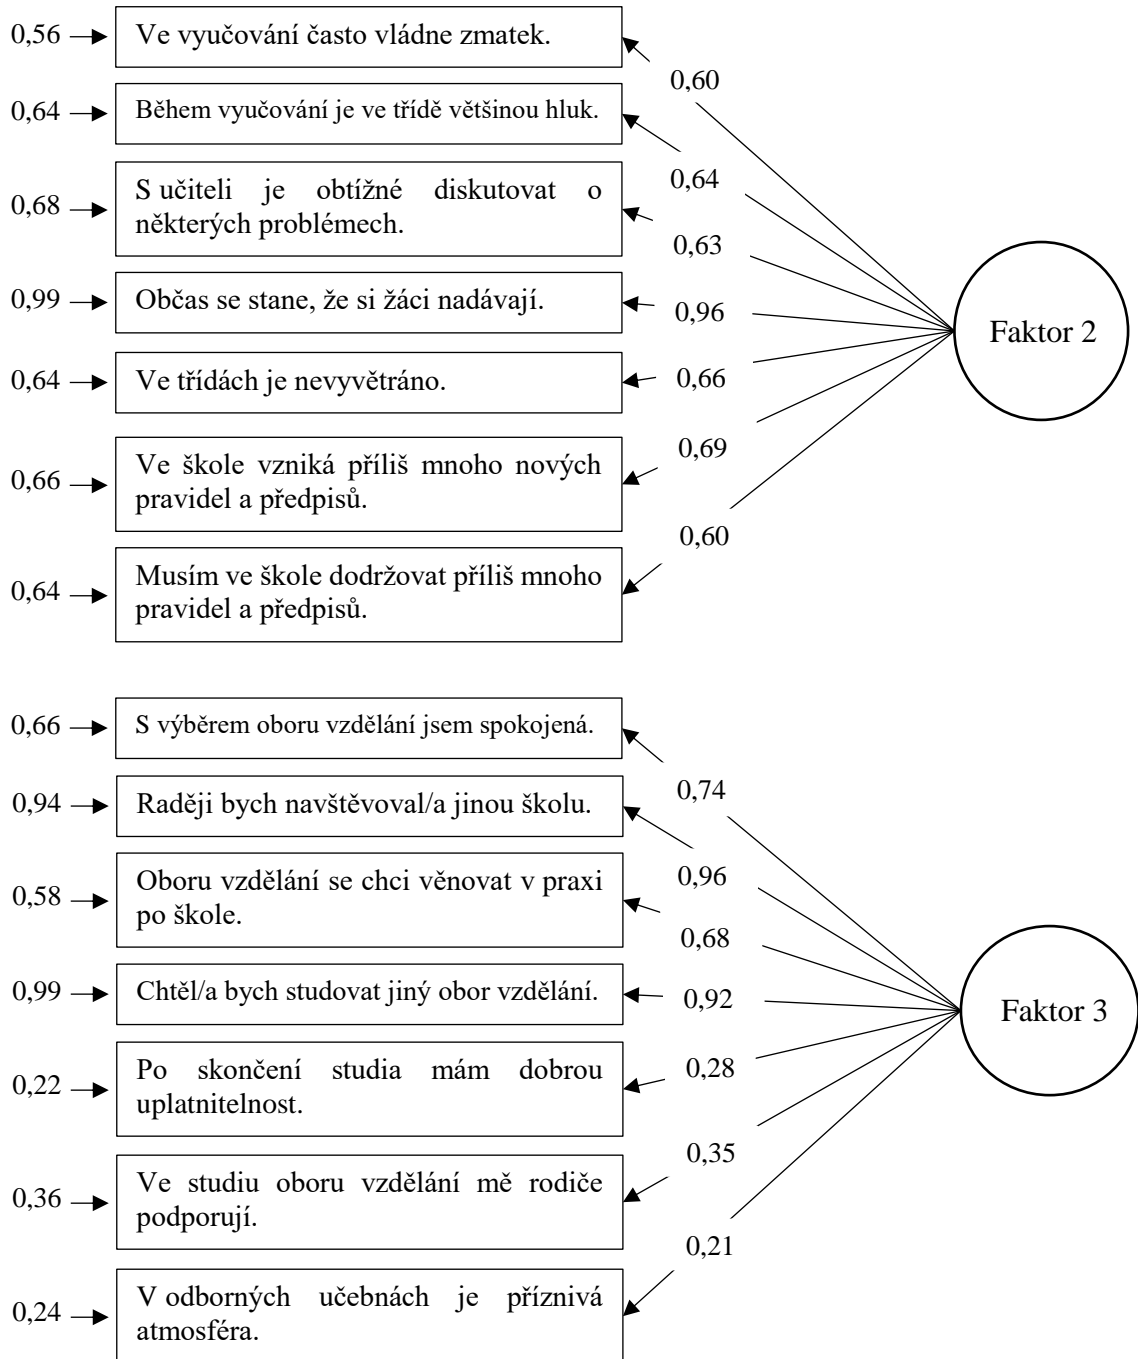 0,56
Ve vyučování často vládne zmatek.
0,60
0,64
Během vyučování je ve třídě většinou hluk.
0,64
0,68
S učiteli je obtížné diskutovat o
některých problémech.
0,63
0,99
Občas se stane, že si žáci nadávají.
0,96
Faktor 2
0,64
Ve třídách je nevyvětráno.
0,66
0,66
Ve škole vzniká příliš mnoho nových
pravidel a předpisů.
0,69
0,64
Musím ve škole dodržovat příliš mnoho
pravidel a předpisů.
0,60
0,66
S výběrem oboru vzdělání jsem spokojená.
0,74
0,94
Raději bych navštěvoval/a jinou školu.
0,96
0,58
Oboru vzdělání se chci věnovat v praxi
po škole.
0,68
0,99
Chtěl/a bych studovat jiný obor vzdělání.
0,92
Faktor 3
0,22
Po skončení studia mám dobrou
uplatnitelnost.
0,28
0,36
Ve studiu oboru vzdělání mě rodiče
podporují.
0,35
0,24
V odborných učebnách je příznivá
atmosféra.
0,21